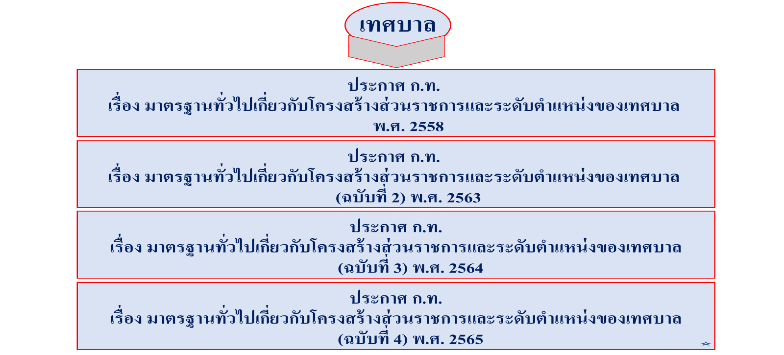 เทศบาล
ประกาศ ก.ท.
เรื่อง มาตรฐานทั่วไปเกี่ยวกับโครงสร้างส่วนราชการและระดับตำแหน่งของเทศบาล
พ.ศ. 2558
ประกาศ ก.ท.
เรื่อง มาตรฐานทั่วไปเกี่ยวกับโครงสร้างส่วนราชการและระดับตำแหน่งของเทศบาล
(ฉบับที่ 2) พ.ศ. 2563
ประกาศ ก.ท.
เรื่อง มาตรฐานทั่วไปเกี่ยวกับโครงสร้างส่วนราชการและระดับตำแหน่งของเทศบาล
(ฉบับที่ 3) พ.ศ. 2564
ประกาศ ก.ท.
เรื่อง มาตรฐานทั่วไปเกี่ยวกับโครงสร้างส่วนราชการและระดับตำแหน่งของเทศบาล
(ฉบับที่ 4) พ.ศ. 2565